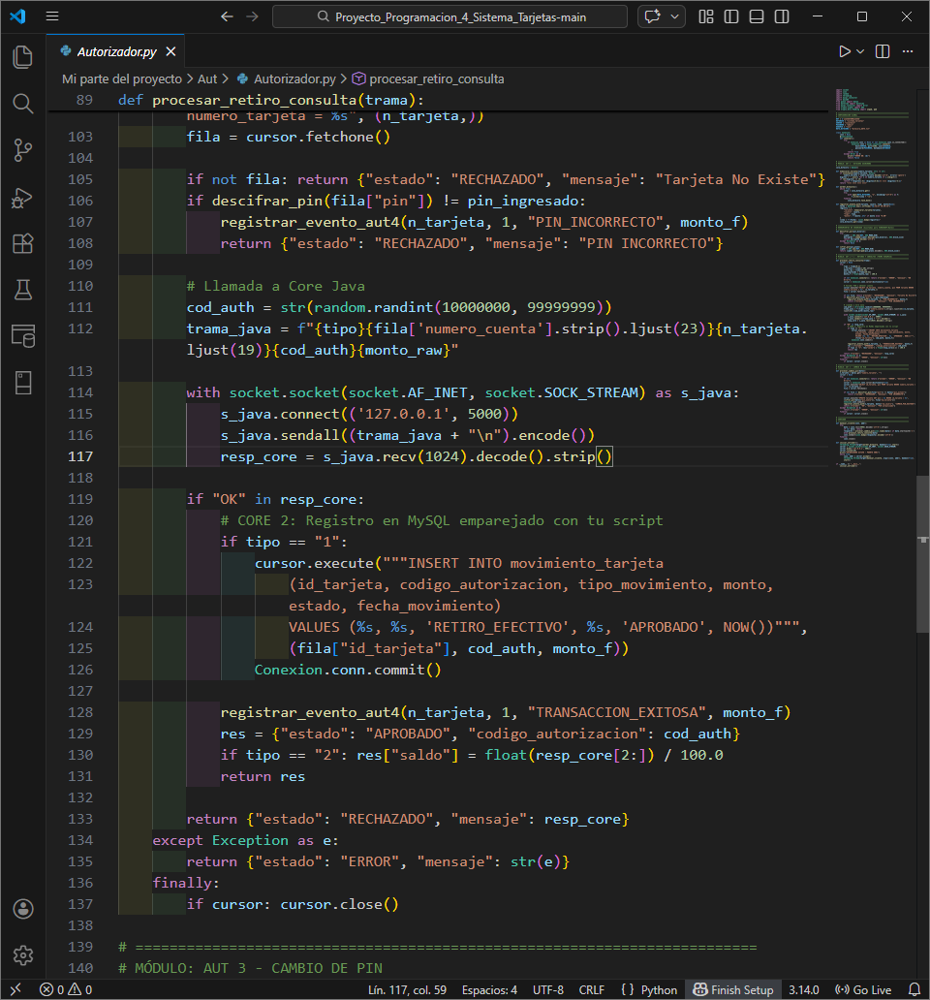 Proyecto_Programacion_4_Sistema_Tarjetas-main
Autorizador.py
Mi parte del proyecto > Aut > Autorizador.py > procesar_retiro_consulta
89 def procesar_retiro_consulta(trama):
numero_tarjeta = %s", (n_tarjeta,))
103 fila = cursor.fetchone()
104
105 if not fila: return {"estado": "RECHAZADO", "mensaje": "Tarjeta No Existe"}
106 if descifrar_pin(fila["pin"]) != pin_ingresado:
107 registrar_evento_aut4(n_tarjeta, 1, "PIN_INCORRECTO", monto_f)
108 return {"estado": "RECHAZADO", "mensaje": "PIN INCORRECTO"}
109
110 # Llamada a Core Java
111 cod_auth = str(random.randint(10000000, 99999999))
112 trama_java = f"{tipo}{fila['numero_cuenta'].strip().ljust(23)}{n_tarjeta.
ljust(19)}{cod_auth}{monto_raw}"
113
114 with socket.socket(socket.AF_INET, socket.SOCK_STREAM) as s_java:
115 s_java.connect(('127.0.0.1', 5000))
116 s_java.sendall((trama_java + "\n").encode())
117 resp_core = s_java.recv(1024).decode().strip()
118
119 if "OK" in resp_core:
120 # CORE 2: Registro en MySQL emparejado con tu script
121 if tipo == "1":
122 cursor.execute("""INSERT INTO movimiento_tarjeta
123 (id_tarjeta, codigo_autorizacion, tipo_movimiento, monto,
estado, fecha_movimiento)
124 VALUES (%s, %s, 'RETIRO_EFECTIVO', %s, 'APROBADO', NOW())""",
125 (fila["id_tarjeta"], cod_auth, monto_f))
126 Conexion.conn.commit()
127
128 registrar_evento_aut4(n_tarjeta, 1, "TRANSACCION_EXITOSA", monto_f)
129 res = {"estado": "APROBADO", "codigo_autorizacion": cod_auth}
130 if tipo == "2": res["saldo"] = float(resp_core[2:]) / 100.0
131 return res
132
133 return {"estado": "RECHAZADO", "mensaje": resp_core}
134 except Exception as e:
135 return {"estado": "ERROR", "mensaje": str(e)}
136 finally:
137 if cursor: cursor.close()
138
139 # =========================================================================
140 # MÓDULO: AUT 3 - CAMBIO DE PIN
0 0 Lín. 117, col. 59 Espacios: 4 UTF-8 CRLF {} Python Finish Setup 3.14.0 Go Live